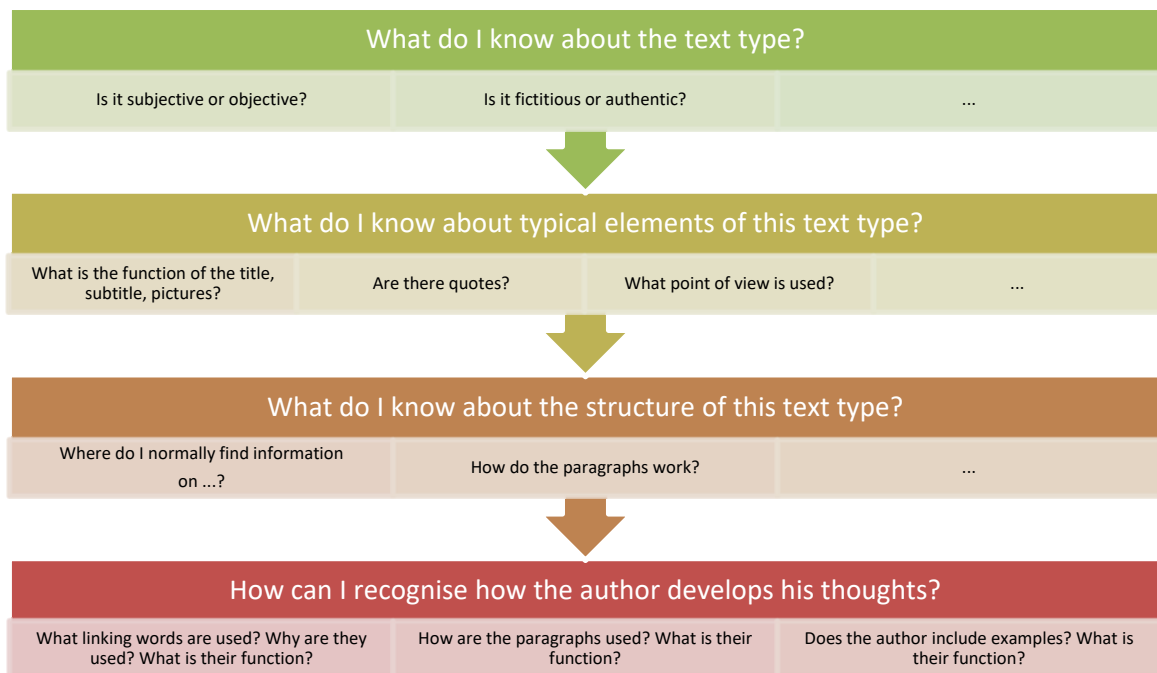 What do I know about the text type?
Is it subjective or objective?
Is it fictitious or authentic?
...
What do I know about typical elements of this text type?
What is the function of the title,
subtitle, pictures?
Are there quotes?
What point of view is used?
...
What do I know about the structure of this text type?
Where do I normally find information
on ...?
How do the paragraphs work?
...
How can I recognise how the author develops his thoughts?
What linking words are used? Why are they
used? What is their function?
How are the paragraphs used? What is their
function?
Does the author include examples? What is
their function?